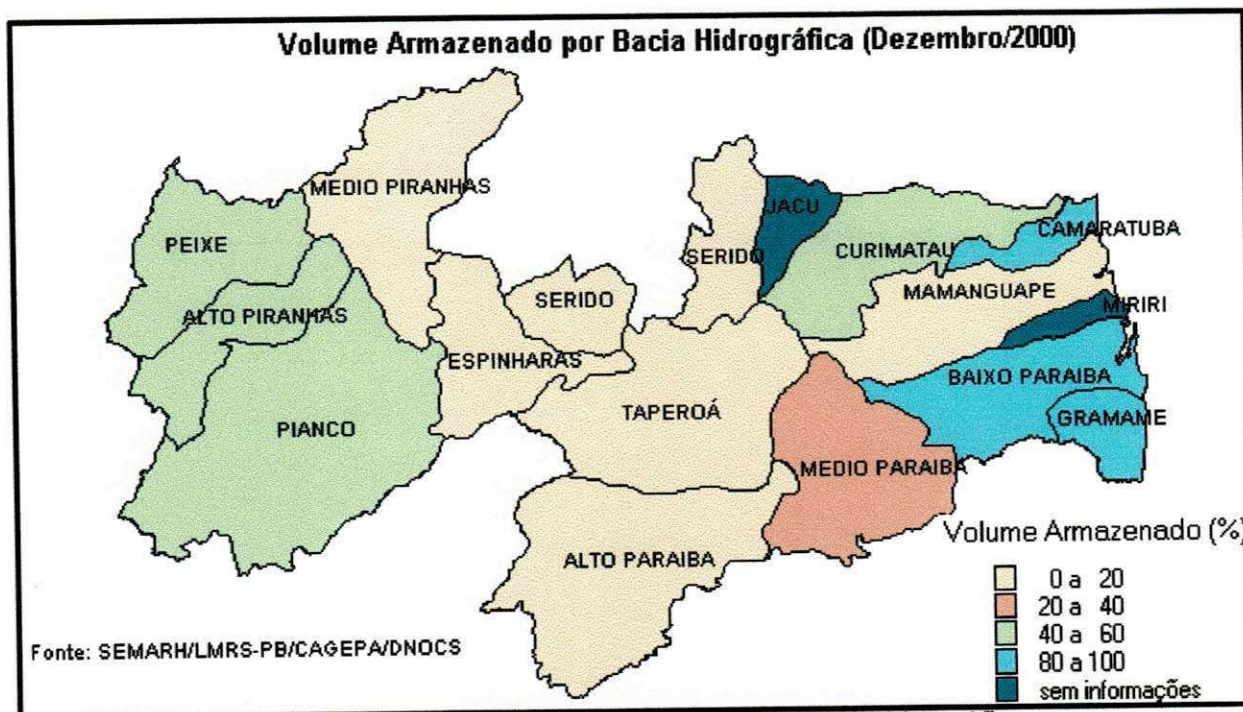 Volume Armazenado por Bacia Hidrográfica (Dezembro/2000)
MEDIO PIRANHAS
JACU
PEIXE
SERIDO
CURIMATAU
CAMARATUBA
SERIDO
MAMANGUAPE
MIRIRI
ALTO PIRANHAS
ESPINHARAS
BAIXO PARAIBA
TAPEROÁ
GRAMAME
PIANCO
MEDIO PARAIBA
ALTO PARAIBA
Volume Armazenado (%)
0 a 20
20 a 40
40 a 60
80 a 100
sem informações
Fonte: SEMARH/LMRS-PB/CAGEPA/DNOCS